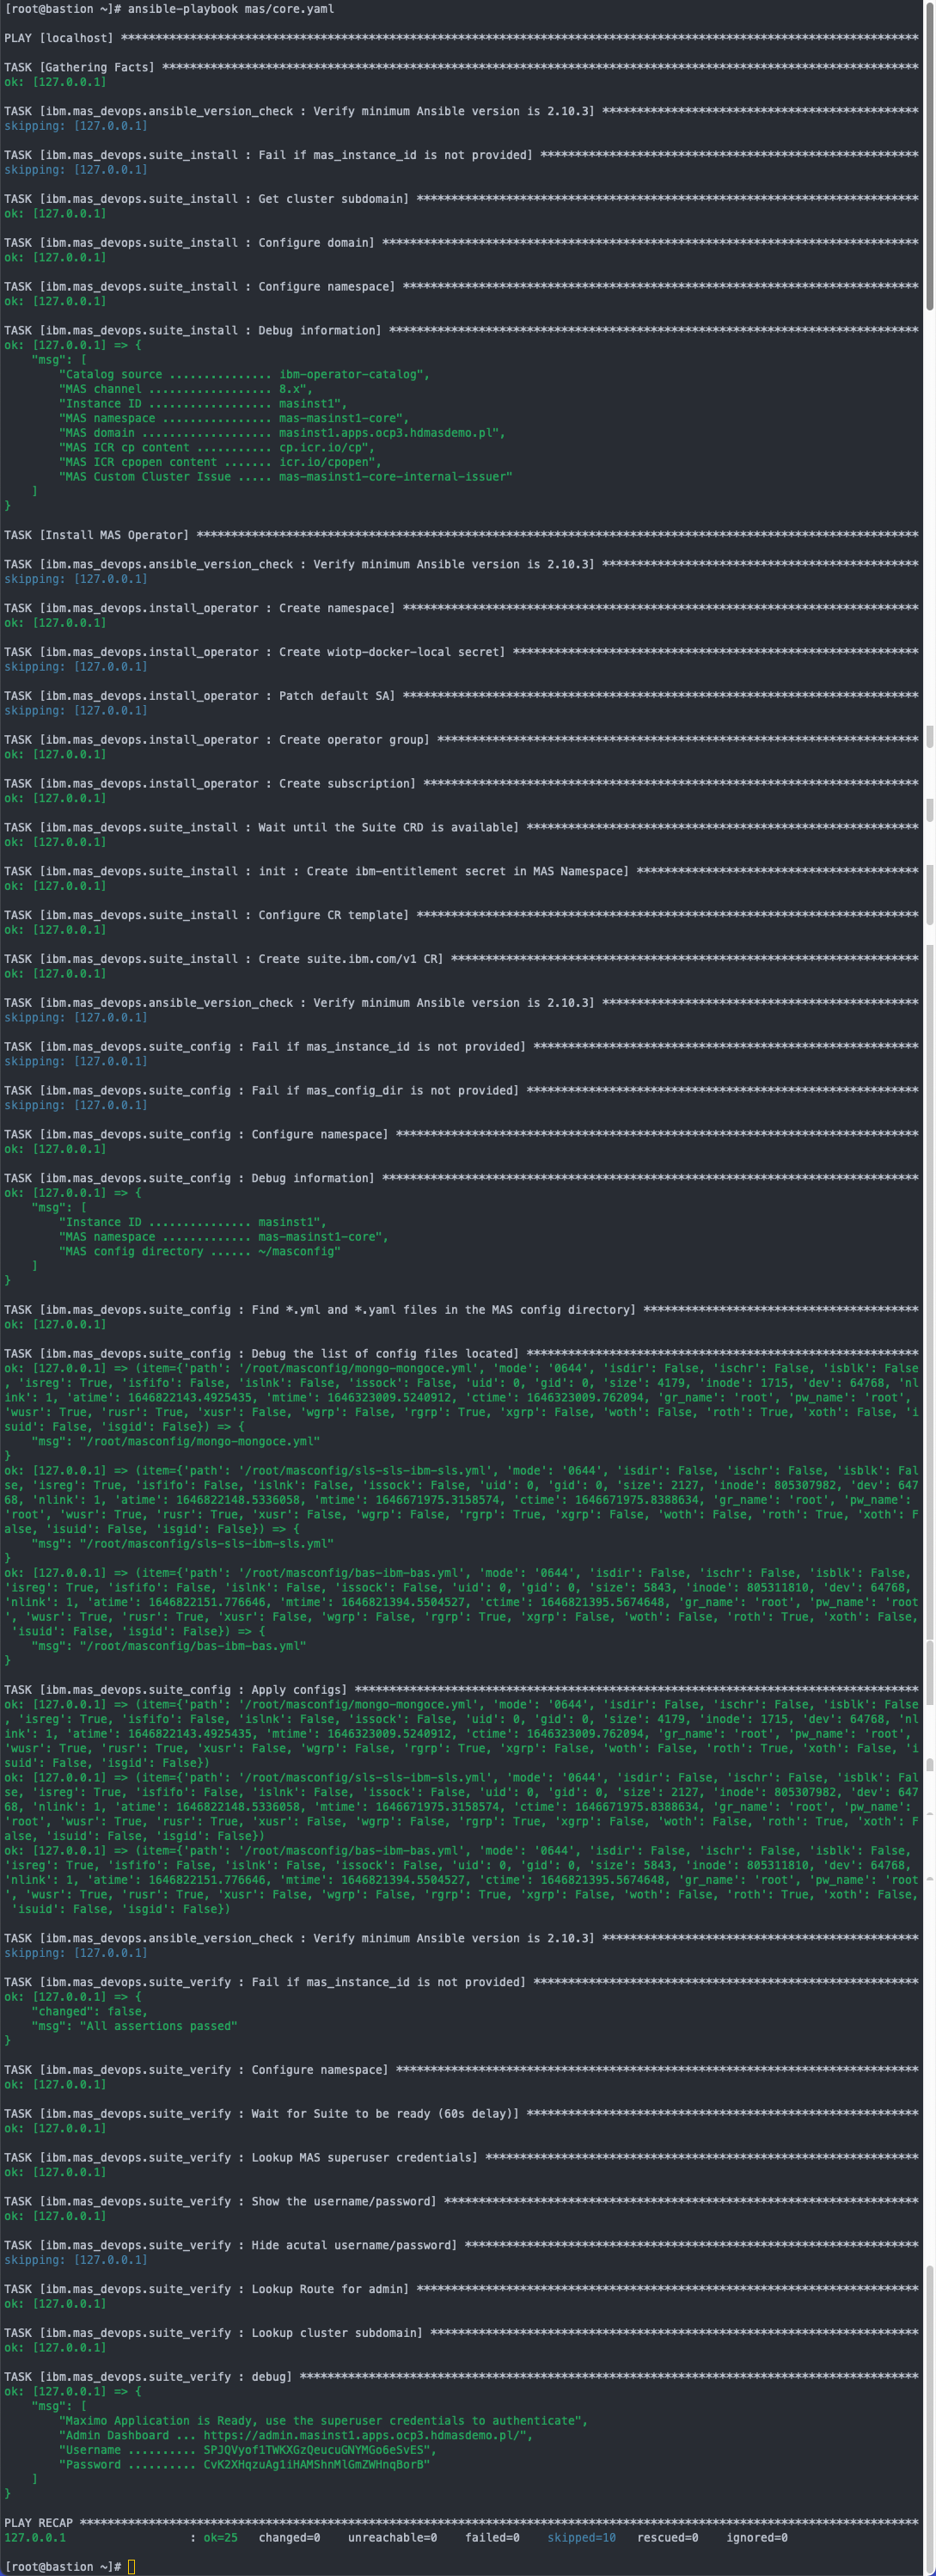 [root@bastion ~]# ansible-playbook mas/core.yaml
PLAY [localhost] ********************************************************************************************************************
TASK [Gathering Facts] **************************************************************************************************************
ok: [127.0.0.1]
TASK [ibm.mas_devops.ansible_version_check : Verify minimum Ansible version is 2.10.3] **********************************************
skipping: [127.0.0.1]
TASK [ibm.mas_devops.suite_install : Fail if mas_instance_id is not provided] *******************************************************
skipping: [127.0.0.1]
TASK [ibm.mas_devops.suite_install : Get cluster subdomain] *************************************************************************
ok: [127.0.0.1]
TASK [ibm.mas_devops.suite_install : Configure domain] ******************************************************************************
ok: [127.0.0.1]
TASK [ibm.mas_devops.suite_install : Configure namespace] ***************************************************************************
ok: [127.0.0.1]
TASK [ibm.mas_devops.suite_install : Debug information] *****************************************************************************
ok: [127.0.0.1] => {
    "msg": [
        "Catalog source ............... ibm-operator-catalog",
        "MAS channel .................. 8.x",
        "Instance ID .................. masinst1",
        "MAS namespace ................ mas-masinst1-core",
        "MAS domain ................... masinst1.apps.ocp3.hdmasdemo.pl",
        "MAS ICR cp content ........... cp.icr.io/cp",
        "MAS ICR cpopen content ....... icr.io/cpopen",
        "MAS Custom Cluster Issue ..... mas-masinst1-core-internal-issuer"
    ]
}
TASK [Install MAS Operator] *********************************************************************************************************
TASK [ibm.mas_devops.ansible_version_check : Verify minimum Ansible version is 2.10.3] **********************************************
skipping: [127.0.0.1]
TASK [ibm.mas_devops.install_operator : Create namespace] ***************************************************************************
ok: [127.0.0.1]
TASK [ibm.mas_devops.install_operator : Create wiotp-docker-local secret] ***********************************************************
skipping: [127.0.0.1]
TASK [ibm.mas_devops.install_operator : Patch default SA] ***************************************************************************
skipping: [127.0.0.1]
TASK [ibm.mas_devops.install_operator : Create operator group] **********************************************************************
ok: [127.0.0.1]
TASK [ibm.mas_devops.install_operator : Create subscription] ************************************************************************
ok: [127.0.0.1]
TASK [ibm.mas_devops.suite_install : Wait until the Suite CRD is available] *********************************************************
ok: [127.0.0.1]
TASK [ibm.mas_devops.suite_install : init : Create ibm-entitlement secret in MAS Namespace] *****************************************
ok: [127.0.0.1]
TASK [ibm.mas_devops.suite_install : Configure CR template] *************************************************************************
ok: [127.0.0.1]
TASK [ibm.mas_devops.suite_install : Create suite.ibm.com/v1 CR] ********************************************************************
ok: [127.0.0.1]
TASK [ibm.mas_devops.ansible_version_check : Verify minimum Ansible version is 2.10.3] **********************************************
skipping: [127.0.0.1]
TASK [ibm.mas_devops.suite_config : Fail if mas_instance_id is not provided] ********************************************************
skipping: [127.0.0.1]
TASK [ibm.mas_devops.suite_config : Fail if mas_config_dir is not provided] *********************************************************
skipping: [127.0.0.1]
TASK [ibm.mas_devops.suite_config : Configure namespace] ****************************************************************************
ok: [127.0.0.1]
TASK [ibm.mas_devops.suite_config : Debug information] ******************************************************************************
ok: [127.0.0.1] => {
    "msg": [
        "Instance ID ............... masinst1",
        "MAS namespace ............. mas-masinst1-core",
        "MAS config directory ...... ~/masconfig"
    ]
}
TASK [ibm.mas_devops.suite_config : Find *.yml and *.yaml files in the MAS config directory] ****************************************
ok: [127.0.0.1]
TASK [ibm.mas_devops.suite_config : Debug the list of config files located] *********************************************************
ok: [127.0.0.1] => (item={'path': '/root/masconfig/mongo-mongoce.yml', 'mode': '0644', 'isdir': False, 'ischr': False, 'isblk': False
, 'isreg': True, 'isfifo': False, 'islnk': False, 'issock': False, 'uid': 0, 'gid': 0, 'size': 4179, 'inode': 1715, 'dev': 64768, 'nl
ink': 1, 'atime': 1646822143.4925435, 'mtime': 1646323009.5240912, 'ctime': 1646323009.762094, 'gr_name': 'root', 'pw_name': 'root',
'wusr': True, 'rusr': True, 'xusr': False, 'wgrp': False, 'rgrp': True, 'xgrp': False, 'woth': False, 'roth': True, 'xoth': False, 'i
suid': False, 'isgid': False}) => {
    "msg": "/root/masconfig/mongo-mongoce.yml"
}
ok: [127.0.0.1] => (item={'path': '/root/masconfig/sls-sls-ibm-sls.yml', 'mode': '0644', 'isdir': False, 'ischr': False, 'isblk': Fal
se, 'isreg': True, 'isfifo': False, 'islnk': False, 'issock': False, 'uid': 0, 'gid': 0, 'size': 2127, 'inode': 805307982, 'dev': 647
68, 'nlink': 1, 'atime': 1646822148.5336058, 'mtime': 1646671975.3158574, 'ctime': 1646671975.8388634, 'gr_name': 'root', 'pw_name':
'root', 'wusr': True, 'rusr': True, 'xusr': False, 'wgrp': False, 'rgrp': True, 'xgrp': False, 'woth': False, 'roth': True, 'xoth': F
alse, 'isuid': False, 'isgid': False}) => {
    "msg": "/root/masconfig/sls-sls-ibm-sls.yml"
}
ok: [127.0.0.1] => (item={'path': '/root/masconfig/bas-ibm-bas.yml', 'mode': '0644', 'isdir': False, 'ischr': False, 'isblk': False,
'isreg': True, 'isfifo': False, 'islnk': False, 'issock': False, 'uid': 0, 'gid': 0, 'size': 5843, 'inode': 805311810, 'dev': 64768,
'nlink': 1, 'atime': 1646822151.776646, 'mtime': 1646821394.5504527, 'ctime': 1646821395.5674648, 'gr_name': 'root', 'pw_name': 'root
', 'wusr': True, 'rusr': True, 'xusr': False, 'wgrp': False, 'rgrp': True, 'xgrp': False, 'woth': False, 'roth': True, 'xoth': False,
 'isuid': False, 'isgid': False}) => {
    "msg": "/root/masconfig/bas-ibm-bas.yml"
}
TASK [ibm.mas_devops.suite_config : Apply configs] **********************************************************************************
ok: [127.0.0.1] => (item={'path': '/root/masconfig/mongo-mongoce.yml', 'mode': '0644', 'isdir': False, 'ischr': False, 'isblk': False
, 'isreg': True, 'isfifo': False, 'islnk': False, 'issock': False, 'uid': 0, 'gid': 0, 'size': 4179, 'inode': 1715, 'dev': 64768, 'nl
ink': 1, 'atime': 1646822143.4925435, 'mtime': 1646323009.5240912, 'ctime': 1646323009.762094, 'gr_name': 'root', 'pw_name': 'root',
'wusr': True, 'rusr': True, 'xusr': False, 'wgrp': False, 'rgrp': True, 'xgrp': False, 'woth': False, 'roth': True, 'xoth': False, 'i
suid': False, 'isgid': False})
ok: [127.0.0.1] => (item={'path': '/root/masconfig/sls-sls-ibm-sls.yml', 'mode': '0644', 'isdir': False, 'ischr': False, 'isblk': Fal
se, 'isreg': True, 'isfifo': False, 'islnk': False, 'issock': False, 'uid': 0, 'gid': 0, 'size': 2127, 'inode': 805307982, 'dev': 647
68, 'nlink': 1, 'atime': 1646822148.5336058, 'mtime': 1646671975.3158574, 'ctime': 1646671975.8388634, 'gr_name': 'root', 'pw_name':
'root', 'wusr': True, 'rusr': True, 'xusr': False, 'wgrp': False, 'rgrp': True, 'xgrp': False, 'woth': False, 'roth': True, 'xoth': F
alse, 'isuid': False, 'isgid': False})
ok: [127.0.0.1] => (item={'path': '/root/masconfig/bas-ibm-bas.yml', 'mode': '0644', 'isdir': False, 'ischr': False, 'isblk': False,
'isreg': True, 'isfifo': False, 'islnk': False, 'issock': False, 'uid': 0, 'gid': 0, 'size': 5843, 'inode': 805311810, 'dev': 64768,
'nlink': 1, 'atime': 1646822151.776646, 'mtime': 1646821394.5504527, 'ctime': 1646821395.5674648, 'gr_name': 'root', 'pw_name': 'root
', 'wusr': True, 'rusr': True, 'xusr': False, 'wgrp': False, 'rgrp': True, 'xgrp': False, 'woth': False, 'roth': True, 'xoth': False,
 'isuid': False, 'isgid': False})
TASK [ibm.mas_devops.ansible_version_check : Verify minimum Ansible version is 2.10.3] **********************************************
skipping: [127.0.0.1]
TASK [ibm.mas_devops.suite_verify : Fail if mas_instance_id is not provided] ********************************************************
ok: [127.0.0.1] => {
    "changed": false,
    "msg": "All assertions passed"
}
TASK [ibm.mas_devops.suite_verify : Configure namespace] ****************************************************************************
ok: [127.0.0.1]
TASK [ibm.mas_devops.suite_verify : Wait for Suite to be ready (60s delay)] *********************************************************
ok: [127.0.0.1]
TASK [ibm.mas_devops.suite_verify : Lookup MAS superuser credentials] ***************************************************************
ok: [127.0.0.1]
TASK [ibm.mas_devops.suite_verify : Show the username/password] *********************************************************************
ok: [127.0.0.1]
TASK [ibm.mas_devops.suite_verify : Hide acutal username/password] ******************************************************************
skipping: [127.0.0.1]
TASK [ibm.mas_devops.suite_verify : Lookup Route for admin] *************************************************************************
ok: [127.0.0.1]
TASK [ibm.mas_devops.suite_verify : Lookup cluster subdomain] ***********************************************************************
ok: [127.0.0.1]
TASK [ibm.mas_devops.suite_verify : debug] ******************************************************************************************
ok: [127.0.0.1] => {
    "msg": [
        "Maximo Application is Ready, use the superuser credentials to authenticate",
        "Admin Dashboard ... https://admin.masinst1.apps.ocp3.hdmasdemo.pl/",
        "Username .......... SPJQVyof1TWKXGzQeucuGNYMGo6eSvES",
        "Password .......... CvK2XHqzuAg1iHAMShnMlGmZWHnqBorB"
    ]
}
PLAY RECAP **************************************************************************************************************************
127.0.0.1                  : ok=25   changed=0    unreachable=0    failed=0    skipped=10   rescued=0    ignored=0
[root@bastion ~]#